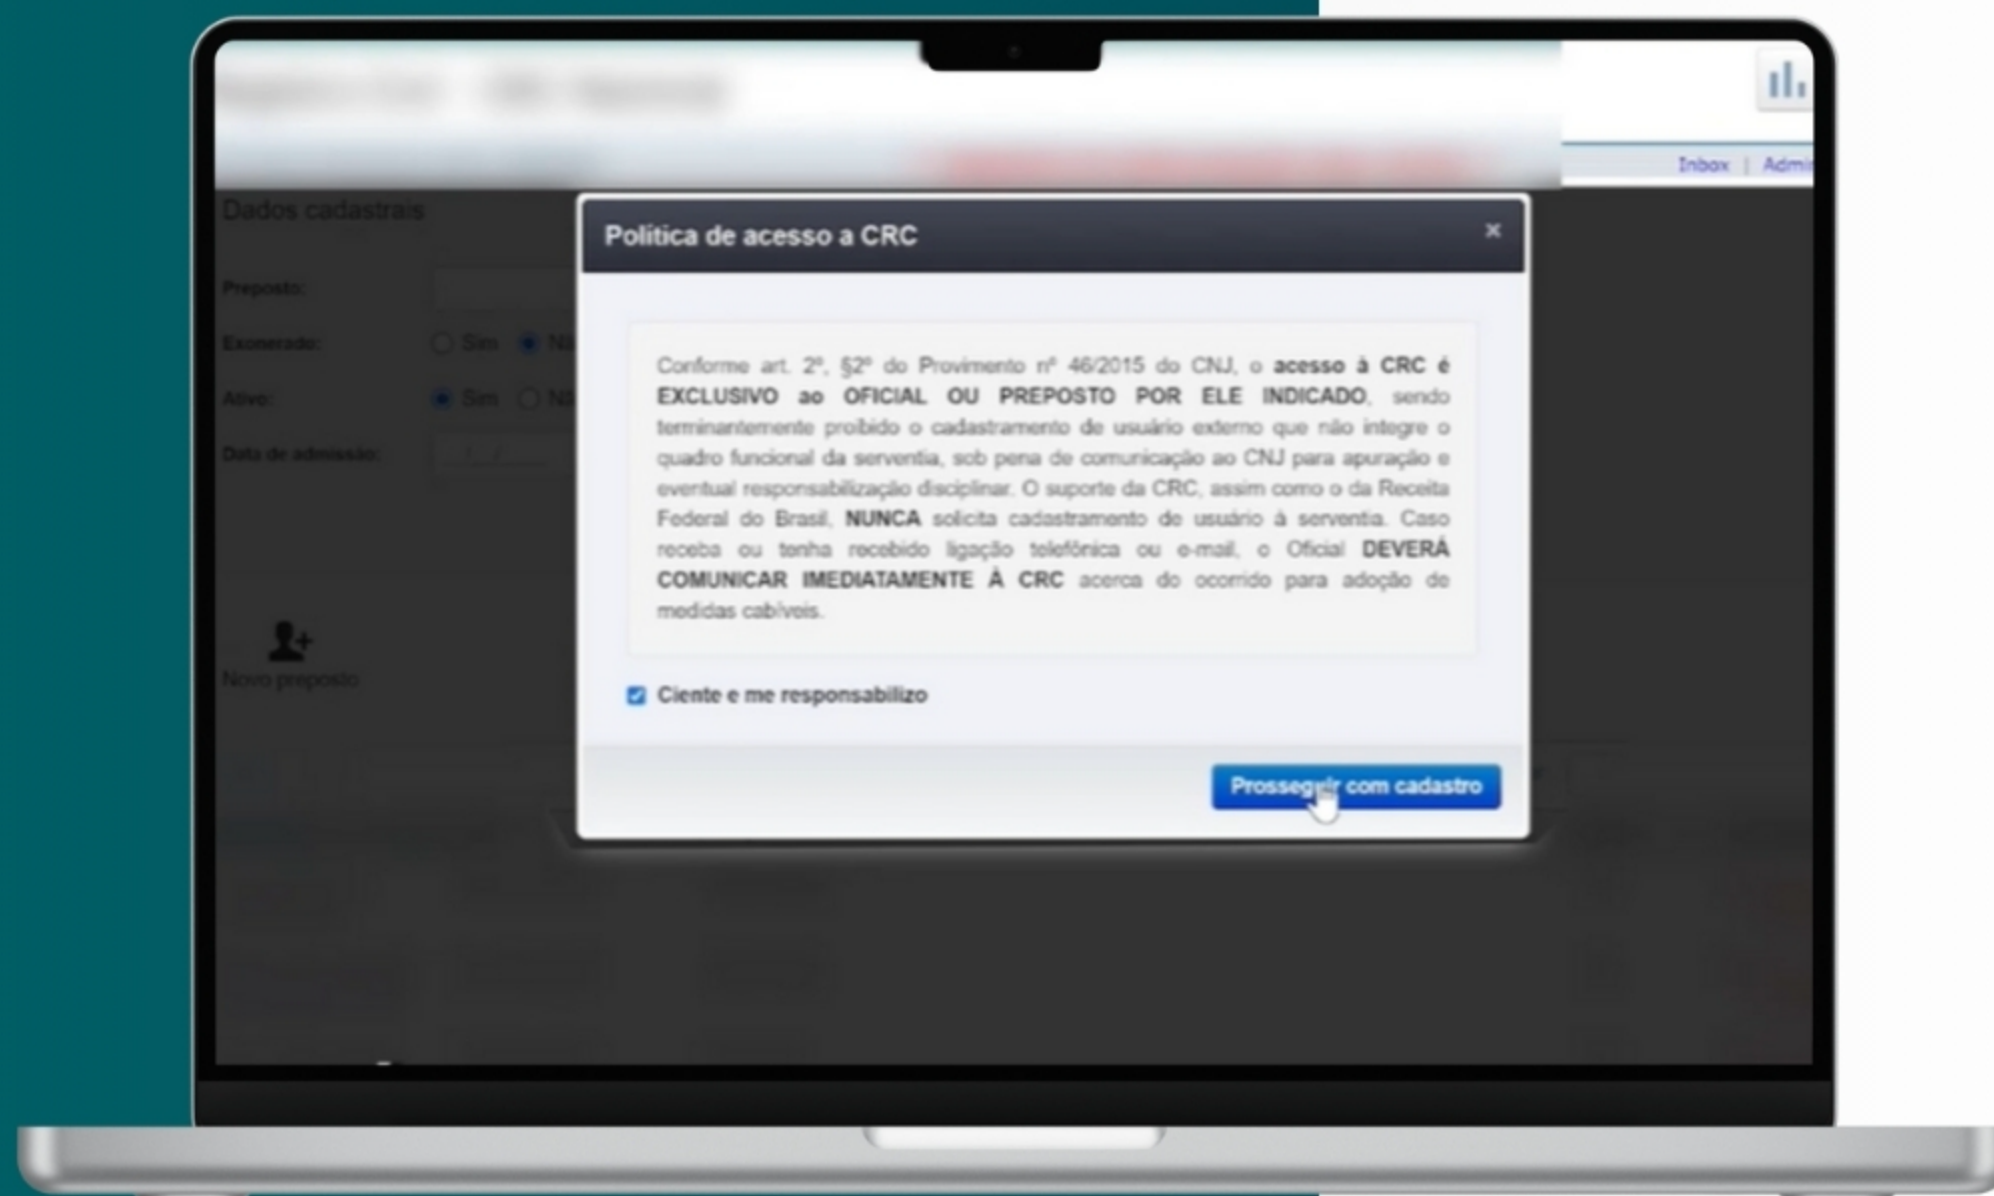 Inbox | Admi
Dados cadastrais
Política de acesso a CRC
×
Preposto:
Exonerado:
Sim
Nã
Ativo:
Sim
Nã
Data de admissão:
/ /
Conforme art. 2º, §2º do Provimento nº 46/2015 do CNJ, o acesso à CRC é
EXCLUSIVO ao OFICIAL OU PREPOSTO POR ELE INDICADO, sendo
terminantemente proibido o cadastramento de usuário externo que não integre o
quadro funcional da serventia, sob pena de comunicação ao CNJ para apuração e
eventual responsabilização disciplinar. O suporte da CRC, assim como o da Receita
Federal do Brasil, NUNCA solicita cadastramento de usuário à serventia. Caso
receba ou tenha recebido ligação telefônica ou e-mail, o Oficial DEVERÁ
COMUNICAR IMEDIATAMENTE À CRC acerca do ocorrido para adoção de
medidas cabíveis.
Novo preposto
Ciente e me responsabilizo
Prosseguir com cadastro